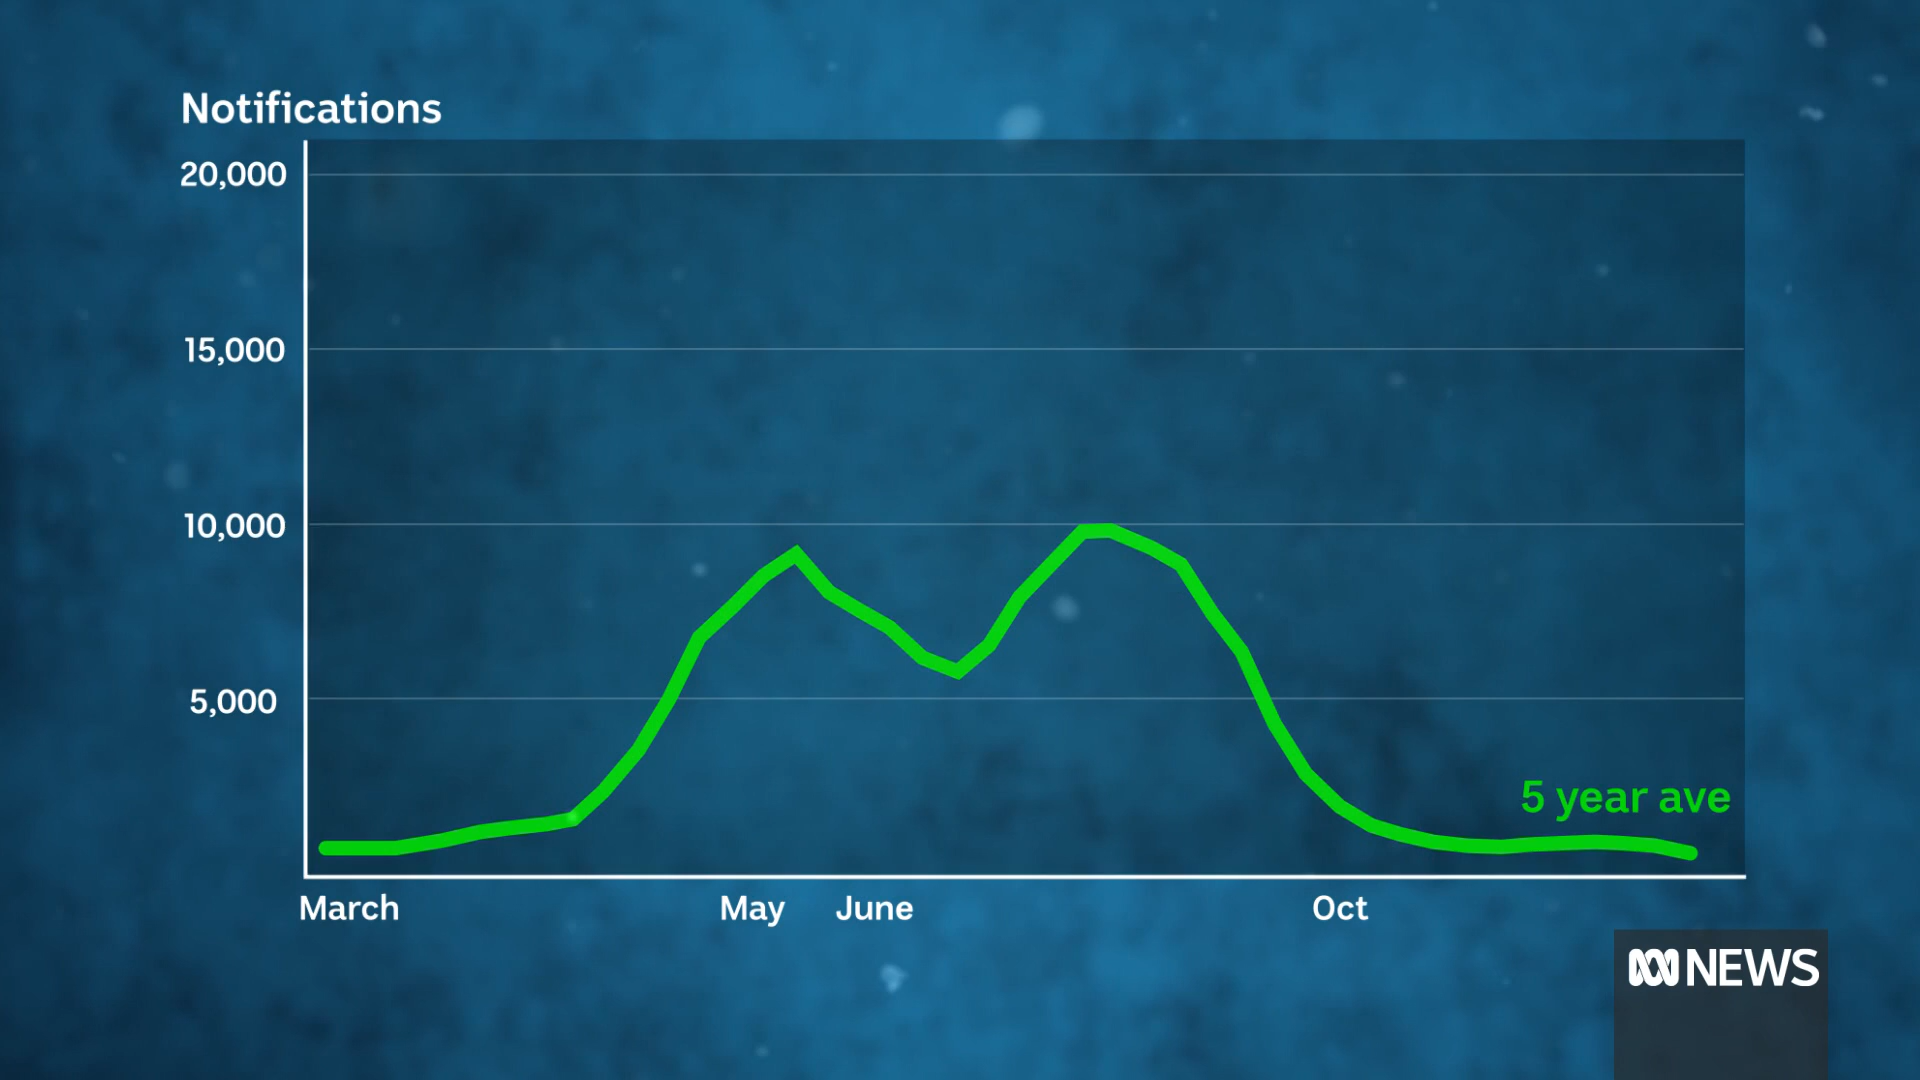 Notifications
20,000
15,000
10,000
5,000
5 year ave
March May June Oct
NEWS